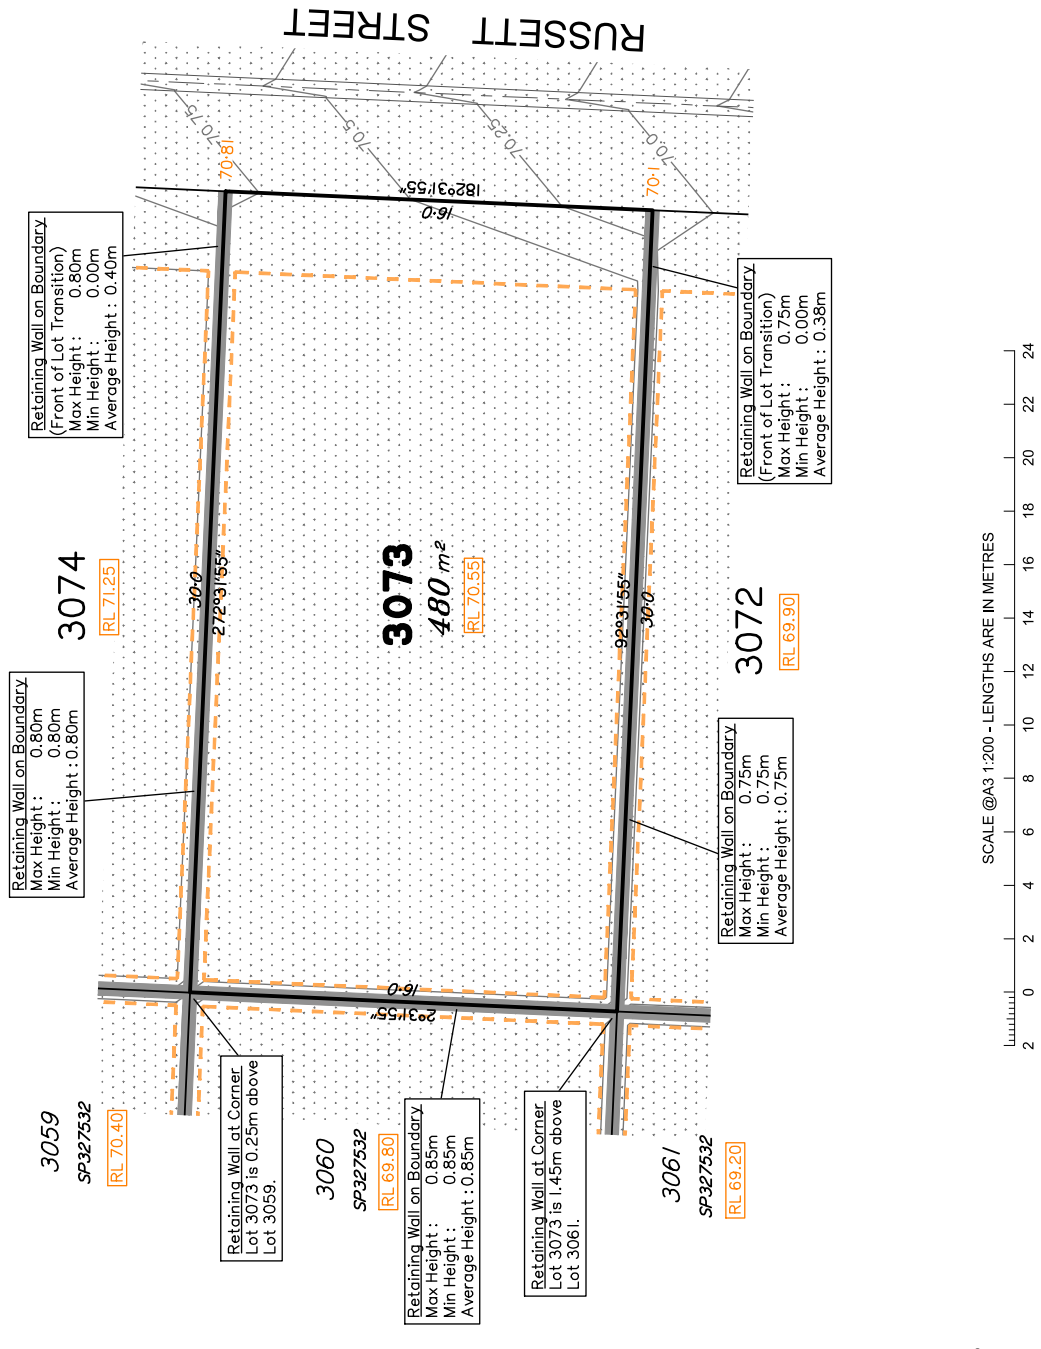 RUSSETT STREET
70.75
70.5
70.25
70.0
70·81
70·1
182°31'55"
16·0
Retaining Wall on Boundary
(Front of Lot Transition)
Max Height : 0.80m
Min Height : 0.00m
Average Height : 0.40m
Retaining Wall on Boundary
(Front of Lot Transition)
Max Height : 0.75m
Min Height : 0.00m
Average Height : 0.38m
3074
RL 71.25
30·0
272°31'55"
3073
480 m²
RL 70.55
92°31'55"
30·0
3072
RL 69.90
Retaining Wall on Boundary
Max Height : 0.80m
Min Height : 0.80m
Average Height : 0.80m
Retaining Wall on Boundary
Max Height : 0.75m
Min Height : 0.75m
Average Height : 0.75m
16·0
2°31'55"
3059
SP327532
RL 70.40
Retaining Wall at Corner
Lot 3073 is 0.25m above
Lot 3059.
3060
SP327532
RL 69.80
Retaining Wall on Boundary
Max Height : 0.85m
Min Height : 0.85m
Average Height : 0.85m
Retaining Wall at Corner
Lot 3073 is 1.45m above
Lot 3061.
3061
SP327532
RL 69.20
SCALE @A3 1:200 - LENGTHS ARE IN METRES
2 0 2 4 6 8 10 12 14 16 18 20 22 24